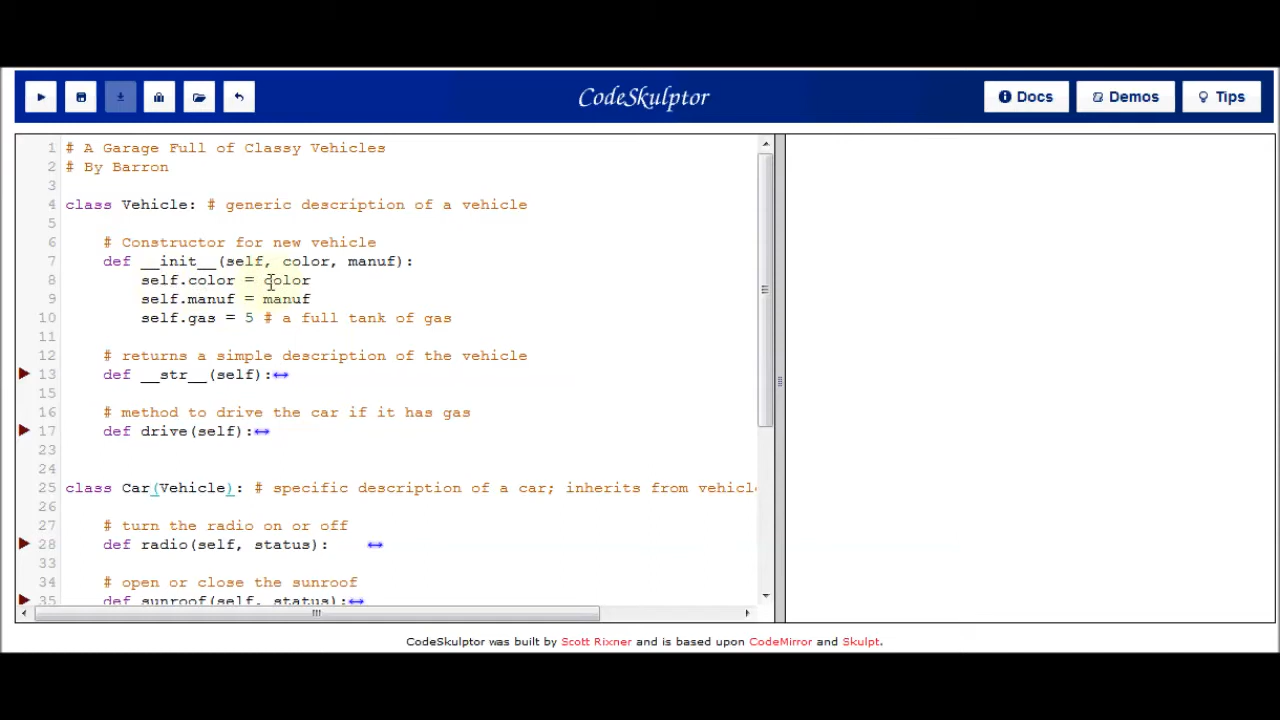 CodeSkulptor
Docs
Demos
Tips
1 # A Garage Full of Classy Vehicles
2 # By Barron
3
4 class Vehicle: # generic description of a vehicle
5
6 # Constructor for new vehicle
7 def __init__(self, color, manuf):
8 self.color = color
9 self.manuf = manuf
10 self.gas = 5 # a full tank of gas
11
12 # returns a simple description of the vehicle
13 def __str__(self):↔
15
16 # method to drive the car if it has gas
17 def drive(self):↔
23
24
25 class Car(Vehicle): # specific description of a car; inherits from vehicl
26
27 # turn the radio on or off
28 def radio(self, status): ↔
33
34 # open or close the sunroof
35 def sunroof(self, status):↔
CodeSkulptor was built by Scott Rixner and is based upon CodeMirror and Skulpt.